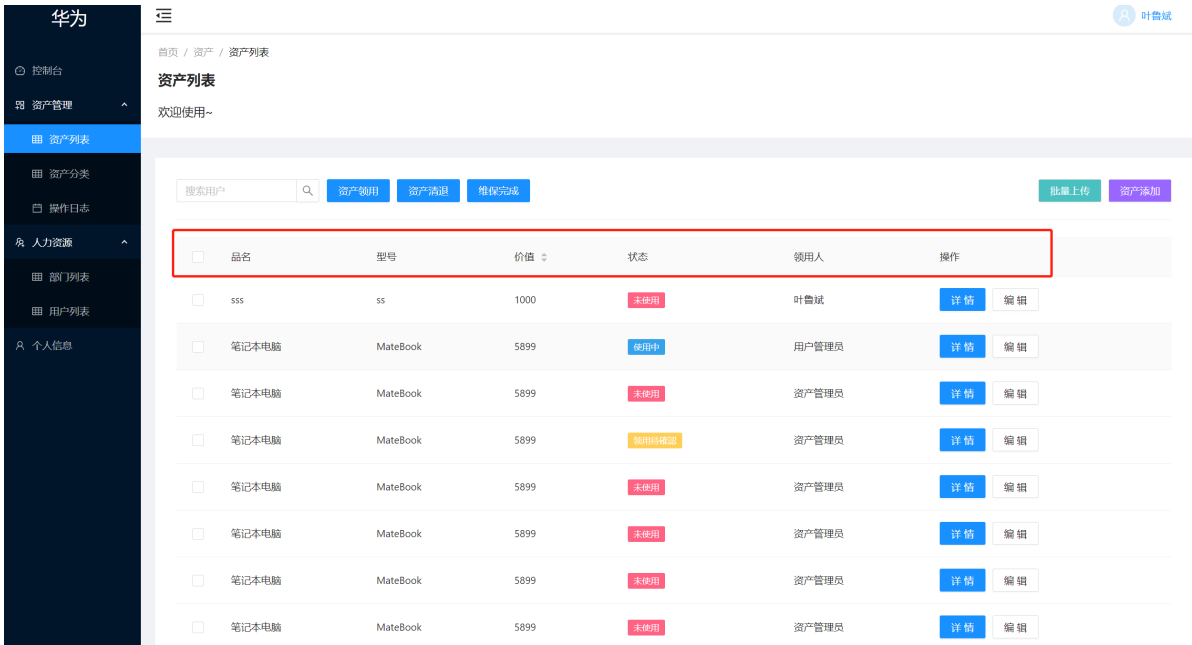 华为
叶鲁斌
首页 / 资产 / 资产列表
资产列表
欢迎使用~
控制台
资产管理
资产列表
资产分类
操作日志
人力资源
部门列表
用户列表
个人信息
搜索用户
资产领用
资产清退
维保完成
批量上传
资产添加
品名 型号 价值 状态 领用人 操作
sss ss 1000 未使用 叶鲁斌 详情 编辑
笔记本电脑 MateBook 5899 使用中 用户管理员 详情 编辑
笔记本电脑 MateBook 5899 未使用 资产管理员 详情 编辑
笔记本电脑 MateBook 5899 领用待確認 资产管理员 详情 编辑
笔记本电脑 MateBook 5899 未使用 资产管理员 详情 编辑
笔记本电脑 MateBook 5899 未使用 资产管理员 详情 编辑
笔记本电脑 MateBook 5899 未使用 资产管理员 详情 编辑
笔记本电脑 MateBook 5899 未使用 资产管理员 详情 编辑